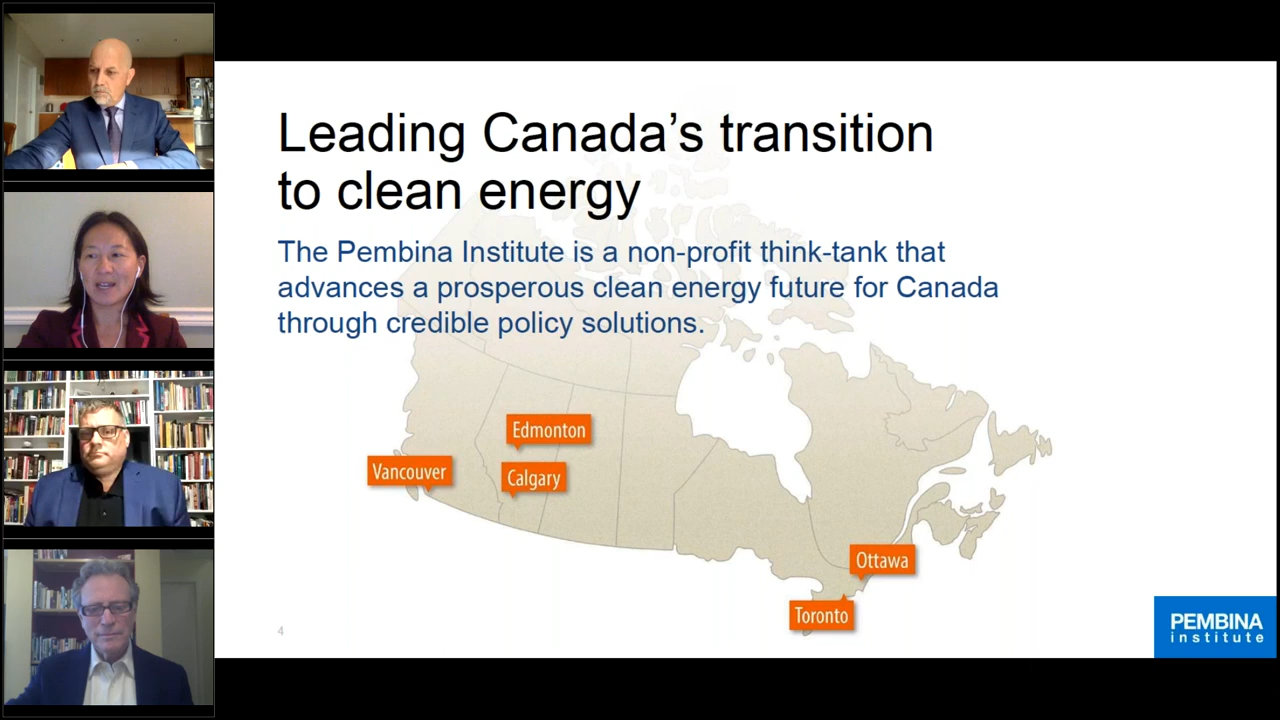 Leading Canada's transition
to clean energy
The Pembina Institute is a non-profit think-tank that
advances a prosperous clean energy future for Canada
through credible policy solutions.
Edmonton
Vancouver
Calgary
Ottawa
Toronto
4
PEMBINA
institute